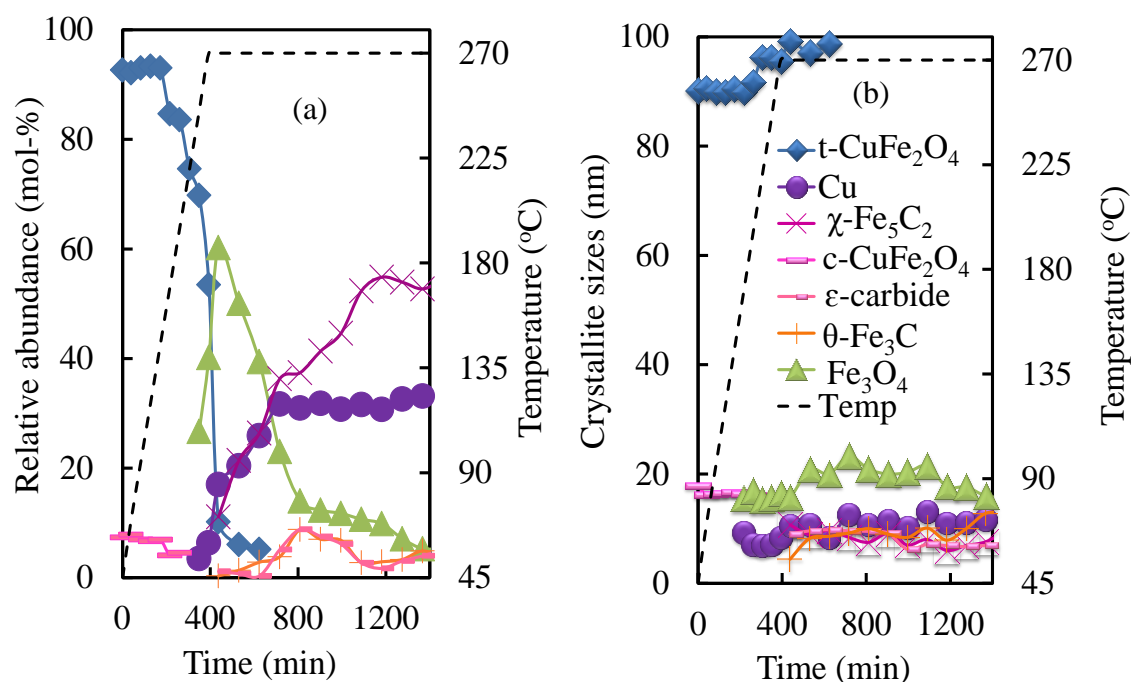 100
80
60
40
20
0
Relative abundance (mol-%)
(a)
270
225
180
135
90
45
Temperature (°C)
0
400
800
1200
Time (min)
100
80
60
40
20
0
Crystallite sizes (nm)
(b)
t-CuFe₂O₄
Cu
χ-Fe₅C₂
c-CuFe₂O₄
ε-carbide
θ-Fe₃C
Fe₃O₄
Temp
270
225
180
135
90
45
Temperature (°C)
0
400
800
1200
Time (min)